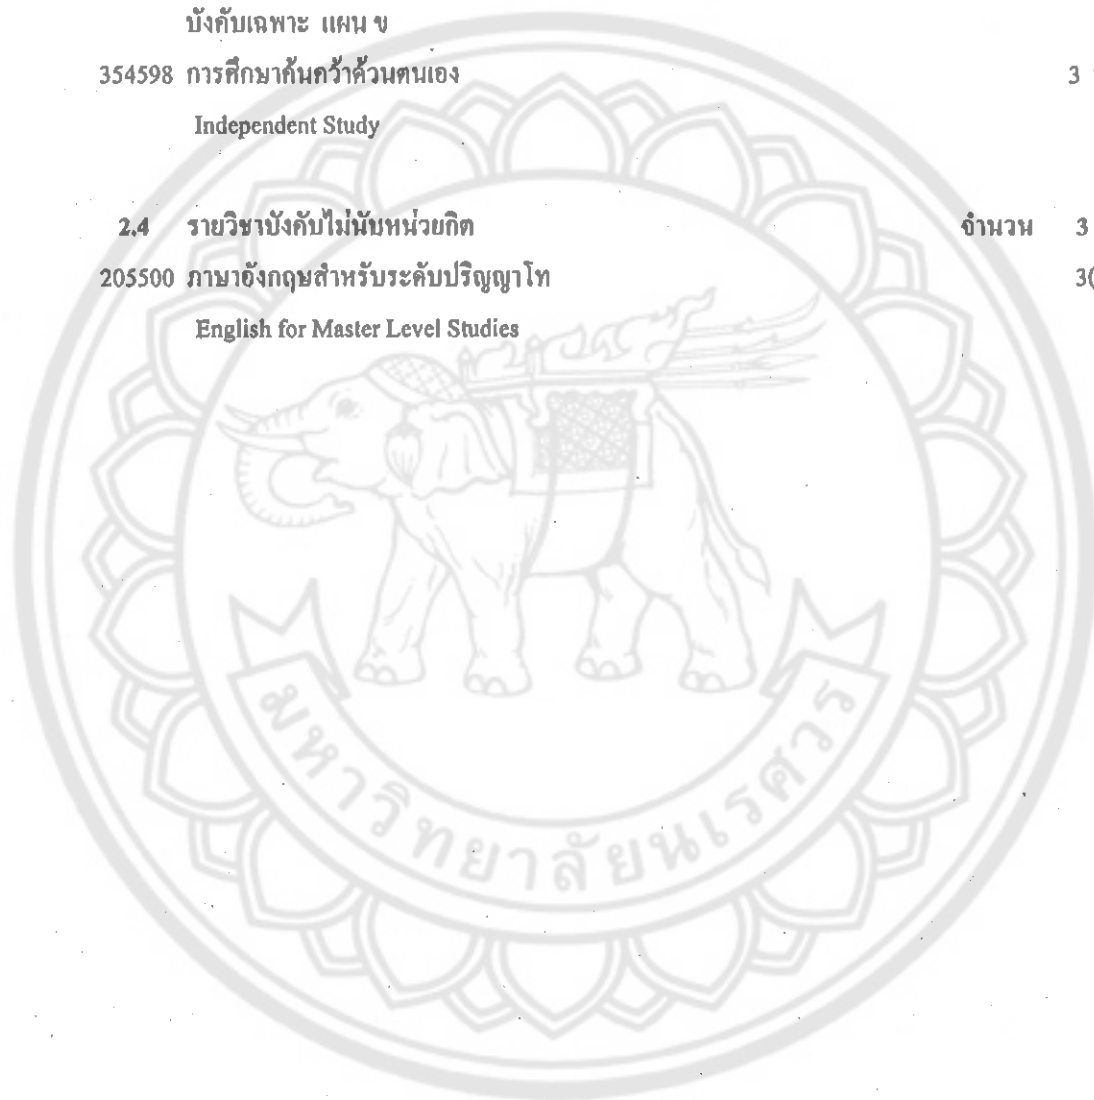 บังคับเฉพาะ แผน ข
354598 การศึกษาค้นคว้าด้วยตนเอง 3
Independent Study
2.4 รายวิชาบังคับไม่นับหน่วยกิต จำนวน 3
205500 ภาษาอังกฤษสำหรับระดับปริญญาโท
English for Master Level Studies
มหาวิทยาลัยนเรศวร